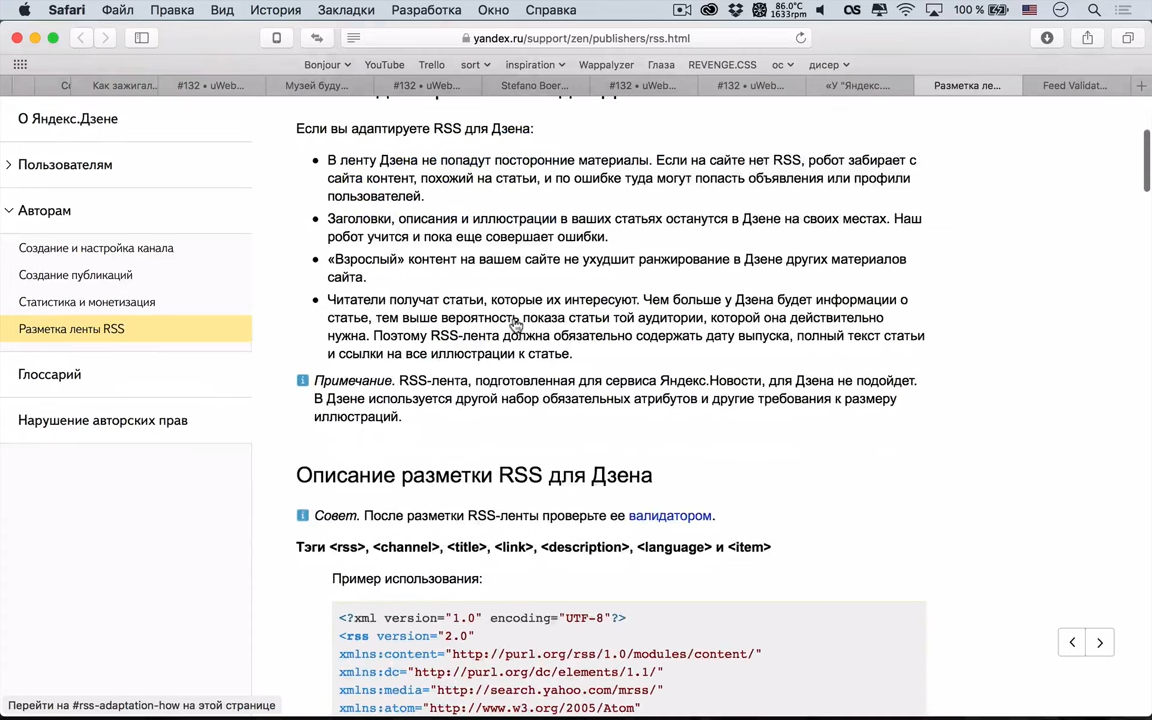 Safari Файл Правка Вид История Закладки Разработка Окно Справка 86.0°C 1633rpm 100 %
yandex.ru/support/zen/publishers/rss.html
Bonjour YouTube Trello sort inspiration Wappalyzer Глаза REVENGE.CSS ос дисер
Как зажигал... #132 • uWeb... Музей буду... #132 • uWeb... Stefano Boer... #132 • uWeb... #132 • uWeb... «У "Яндекс.... Разметка ле... Feed Validat...
О Яндекс.Дзене
Пользователям
Авторам
Создание и настройка канала
Создание публикаций
Статистика и монетизация
Разметка ленты RSS
Глоссарий
Нарушение авторских прав
Если вы адаптируете RSS для Дзена:
• В ленту Дзена не попадут посторонние материалы. Если на сайте нет RSS, робот забирает с
сайта контент, похожий на статьи, и по ошибке туда могут попасть объявления или профили
пользователей.
• Заголовки, описания и иллюстрации в ваших статьях останутся в Дзене на своих местах. Наш
робот учится и пока еще совершает ошибки.
• «Взрослый» контент на вашем сайте не ухудшит ранжирование в Дзене других материалов
сайта.
• Читатели получат статьи, которые их интересуют. Чем больше у Дзена будет информации о
статье, тем выше вероятность показа статьи той аудитории, которой она действительно
нужна. Поэтому RSS-лента должна обязательно содержать дату выпуска, полный текст статьи
и ссылки на все иллюстрации к статье.
Примечание. RSS-лента, подготовленная для сервиса Яндекс.Новости, для Дзена не подойдет.
В Дзене используется другой набор обязательных атрибутов и другие требования к размеру
иллюстраций.
Описание разметки RSS для Дзена
Совет. После разметки RSS-ленты проверьте ее валидатором.
Тэги <rss>, <channel>, <title>, <link>, <description>, <language> и <item>
Пример использования:
<?xml version="1.0" encoding="UTF-8"?>
<rss version="2.0"
xmlns:content="http://purl.org/rss/1.0/modules/content/"
xmlns:dc="http://purl.org/dc/elements/1.1/"
xmlns:media="http://search.yahoo.com/mrss/"
xmlns:atom="http://www.w3.org/2005/Atom"
Перейти на #rss-adaptation-how на этой странице